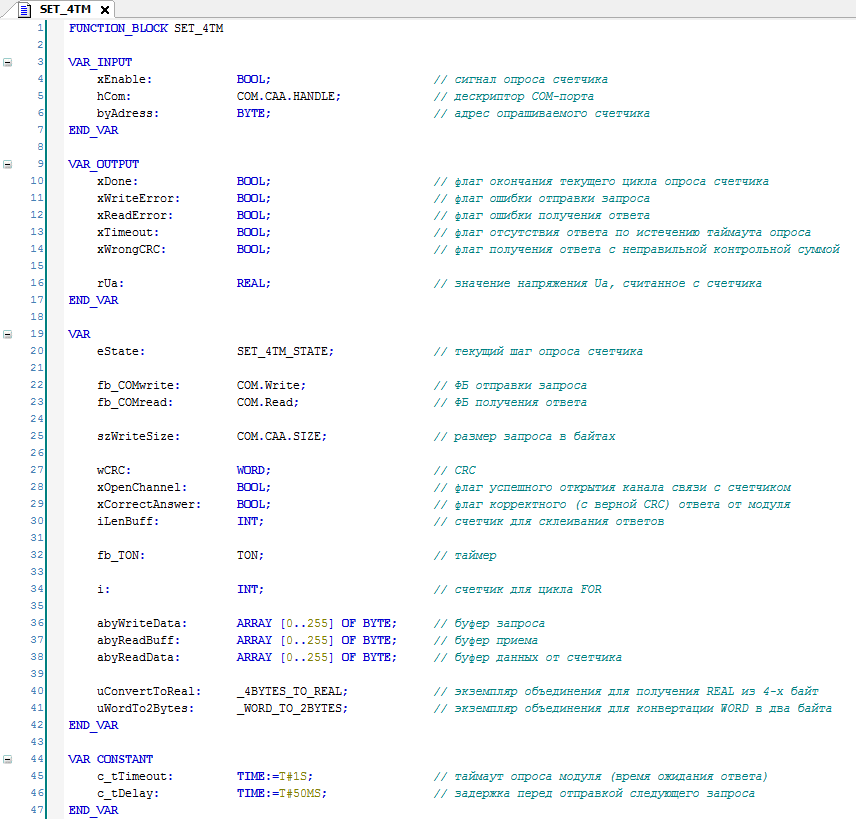 SET_4TM
1 FUNCTION_BLOCK SET_4TM
2
3 VAR_INPUT
4 xEnable: BOOL; // сигнал опроса счетчика
5 hCom: COM.CAA.HANDLE; // дескриптор COM-порта
6 byAdress: BYTE; // адрес опрашиваемого счетчика
7 END_VAR
8
9 VAR_OUTPUT
10 xDone: BOOL; // флаг окончания текущего цикла опроса счетчика
11 xWriteError: BOOL; // флаг ошибки отправки запроса
12 xReadError: BOOL; // флаг ошибки получения ответа
13 xTimeout: BOOL; // флаг отсутствия ответа по истечению таймаута опроса
14 xWrongCRC: BOOL; // флаг получения ответа с неправильной контрольной суммой
15
16 rUa: REAL; // значение напряжения Ua, считанное с счетчика
17 END_VAR
18
19 VAR
20 eState: SET_4TM_STATE; // текущий шаг опроса счетчика
21
22 fb_COMwrite: COM.Write; // ФБ отправки запроса
23 fb_COMread: COM.Read; // ФБ получения ответа
24
25 szWriteSize: COM.CAA.SIZE; // размер запроса в байтах
26
27 wCRC: WORD; // CRC
28 xOpenChannel: BOOL; // флаг успешного открытия канала связи с счетчиком
29 xCorrectAnswer: BOOL; // флаг корректного (с верной CRC) ответа от модуля
30 iLenBuff: INT; // счетчик для склеивания ответов
31
32 fb_TON: TON; // таймер
33
34 i: INT; // счетчик для цикла FOR
35
36 abyWriteData: ARRAY [0..255] OF BYTE; // буфер запроса
37 abyReadBuff: ARRAY [0..255] OF BYTE; // буфер приема
38 abyReadData: ARRAY [0..255] OF BYTE; // буфер данных от счетчика
39
40 uConvertToReal: _4BYTES_TO_REAL; // экземпляр объединения для получения REAL из 4-х байт
41 uWordTo2Bytes: _WORD_TO_2BYTES; // экземпляр объединения для конвертации WORD в два байта
42 END_VAR
43
44 VAR CONSTANT
45 c_tTimeout: TIME:=T#1S; // таймаут опроса модуля (время ожидания ответа)
46 c_tDelay: TIME:=T#50MS; // задержка перед отправкой следующего запроса
47 END_VAR